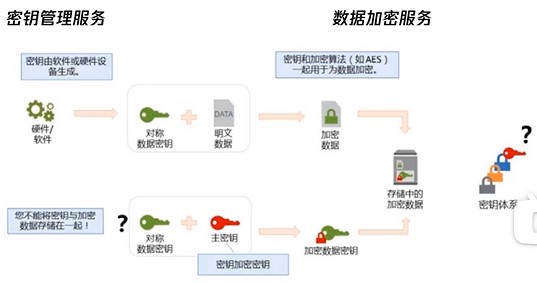 密钥管理服务
数据加密服务
密钥由软件或硬件设
备生成。
密钥和加密算法（如 AES）
一起用于为数据加密。
DATA
硬件/
软件
对称
数据密钥
明文
数据
加密
数据
?
存储中的
加密数据
密钥体系
您不能将密钥与加密
数据存储在一起！
?
对称
数据密钥
主密钥
加密数据密钥
密钥加密密钥